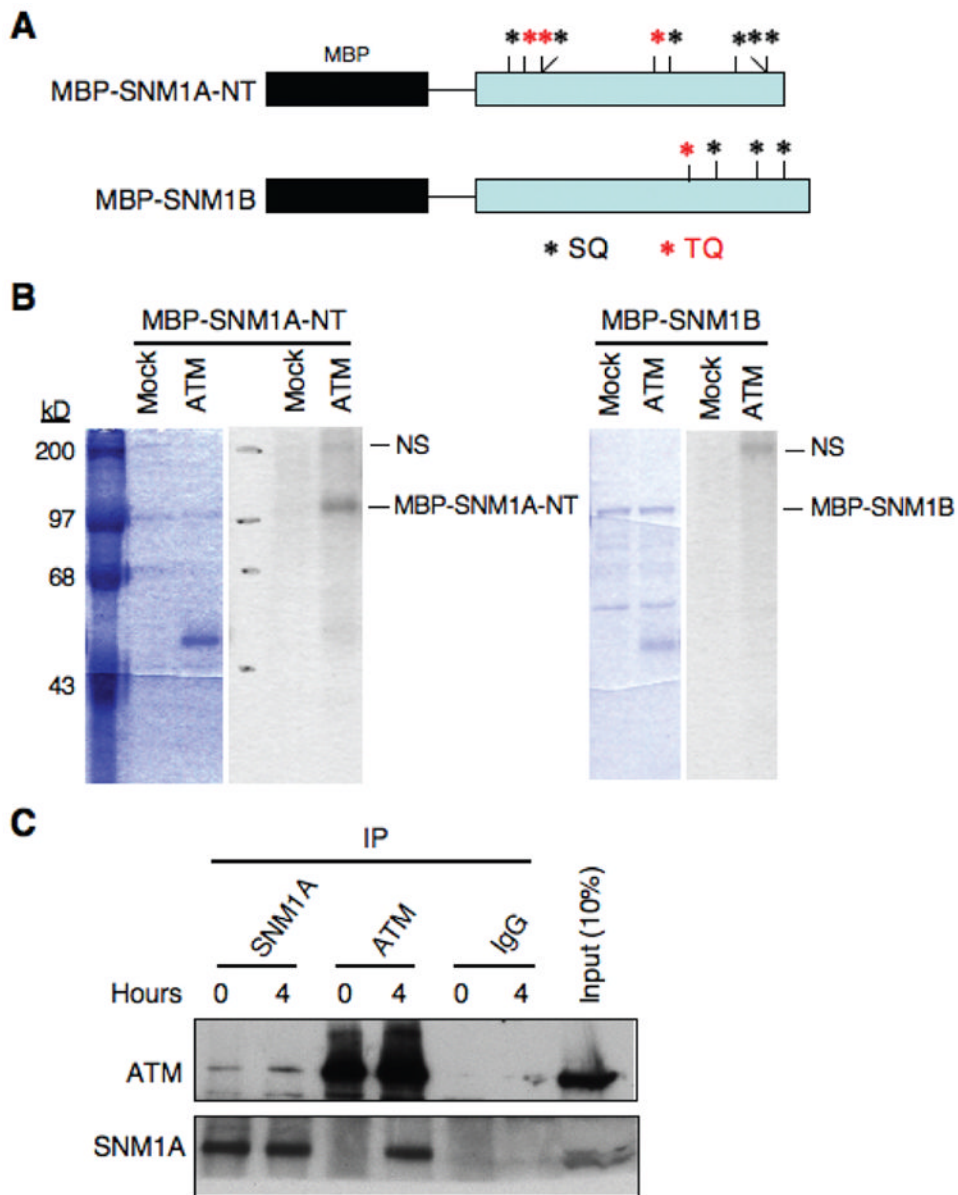 A
MBP
* ** * * * ***
MBP-SNM1A-NT
* * * *
MBP-SNM1B
* SQ * TQ
B
MBP-SNM1A-NT MBP-SNM1B
Mock ATM Mock ATM Mock ATM Mock ATM
kD
200 NS NS
97 MBP-SNM1A-NT MBP-SNM1B
68
43
C
IP
SNM1A ATM IgG Input (10%)
Hours 0 4 0 4 0 4
ATM
SNM1A